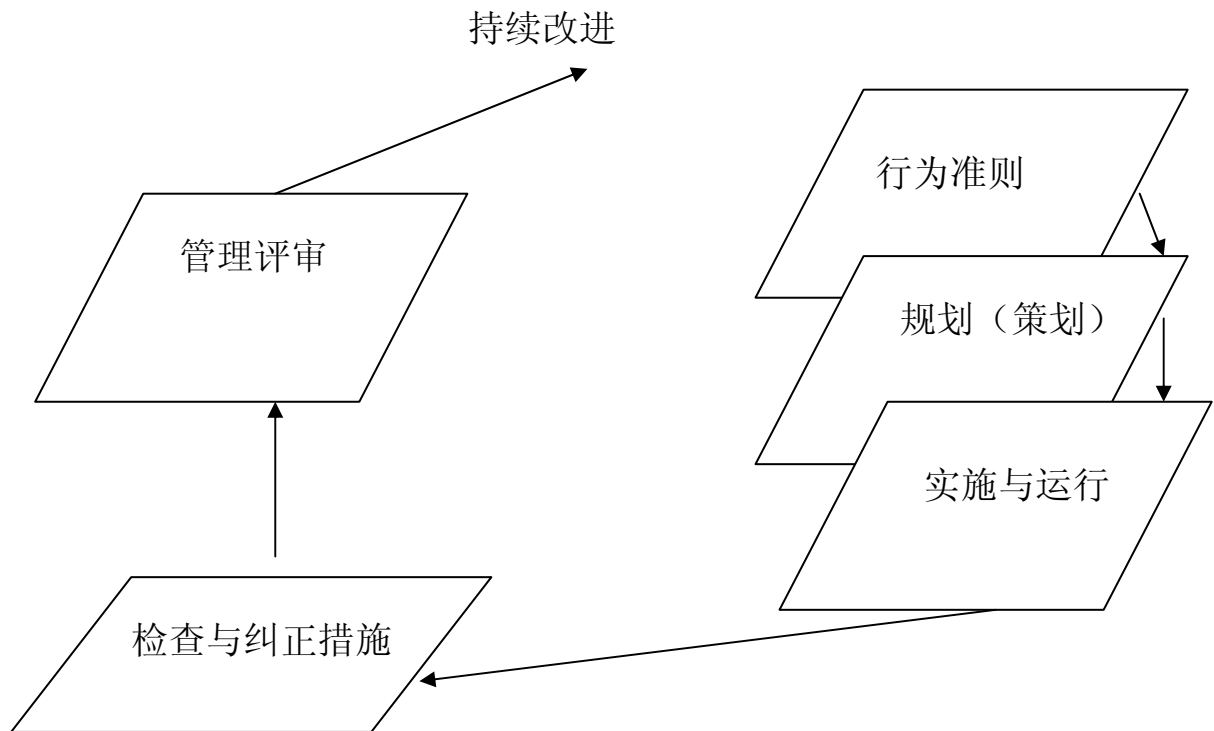 持续改进
行为准则
管理评审
规划（策划）
实施与运行
检查与纠正措施